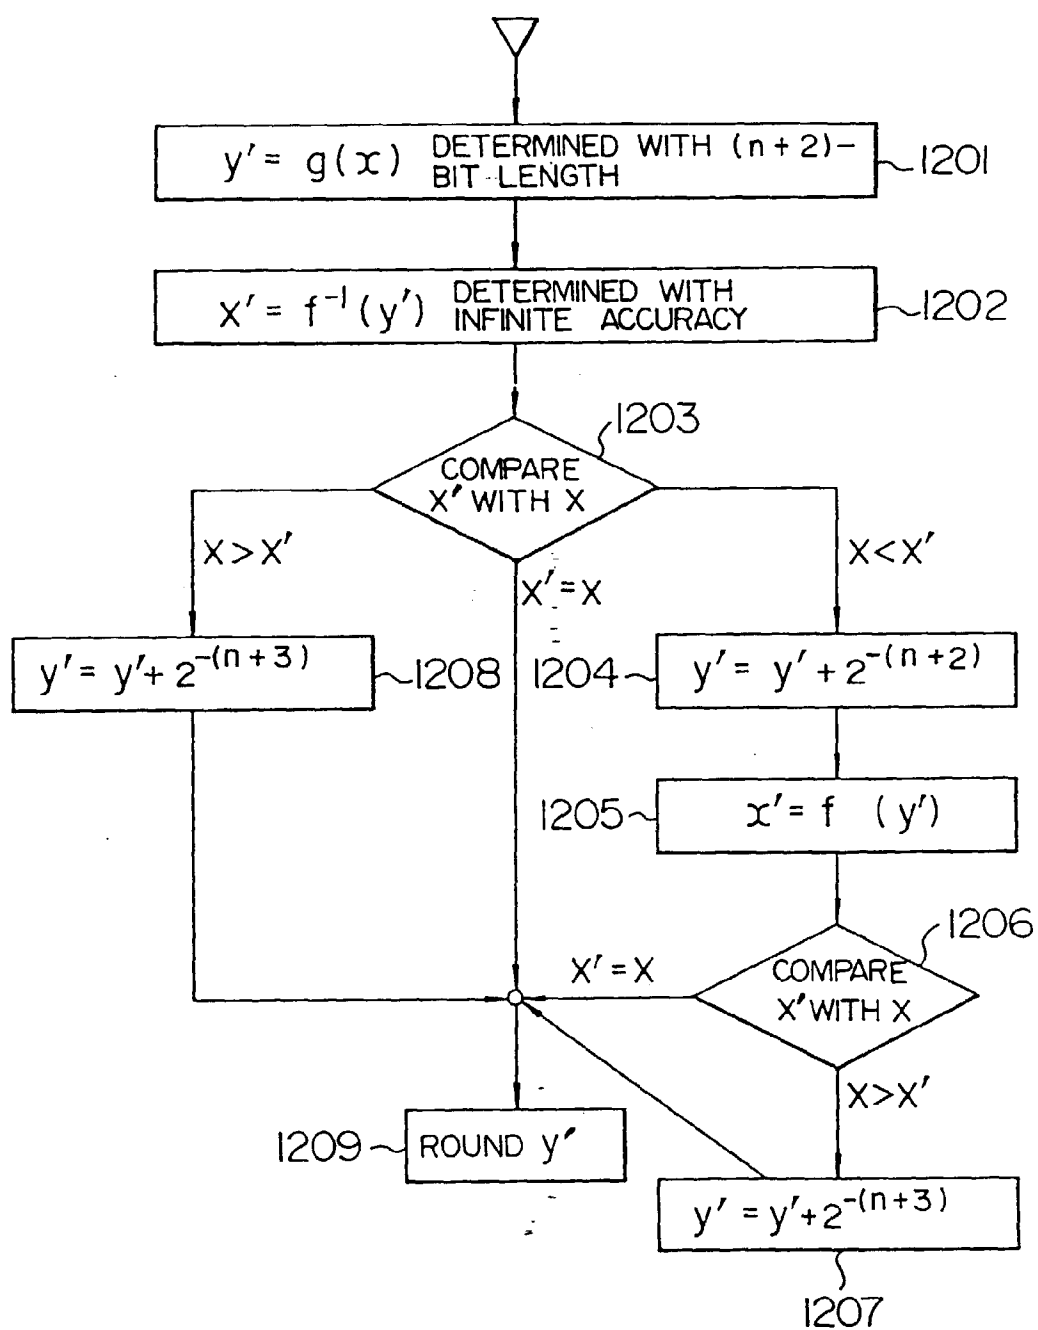 y' = g(x) DETERMINED WITH (n+2)-
BIT LENGTH
1201
x' = f⁻¹(y') DETERMINED WITH
INFINITE ACCURACY
1202
1203
COMPARE
X' WITH X
X>X'
X'=X
X<X'
y' = y'+2^-(n+3)
1208
1204
y' = y'+2^-(n+2)
1205
x' = f (y')
1206
COMPARE
X' WITH X
X'=X
X>X'
1209
ROUND y'
y' = y'+2^-(n+3)
1207